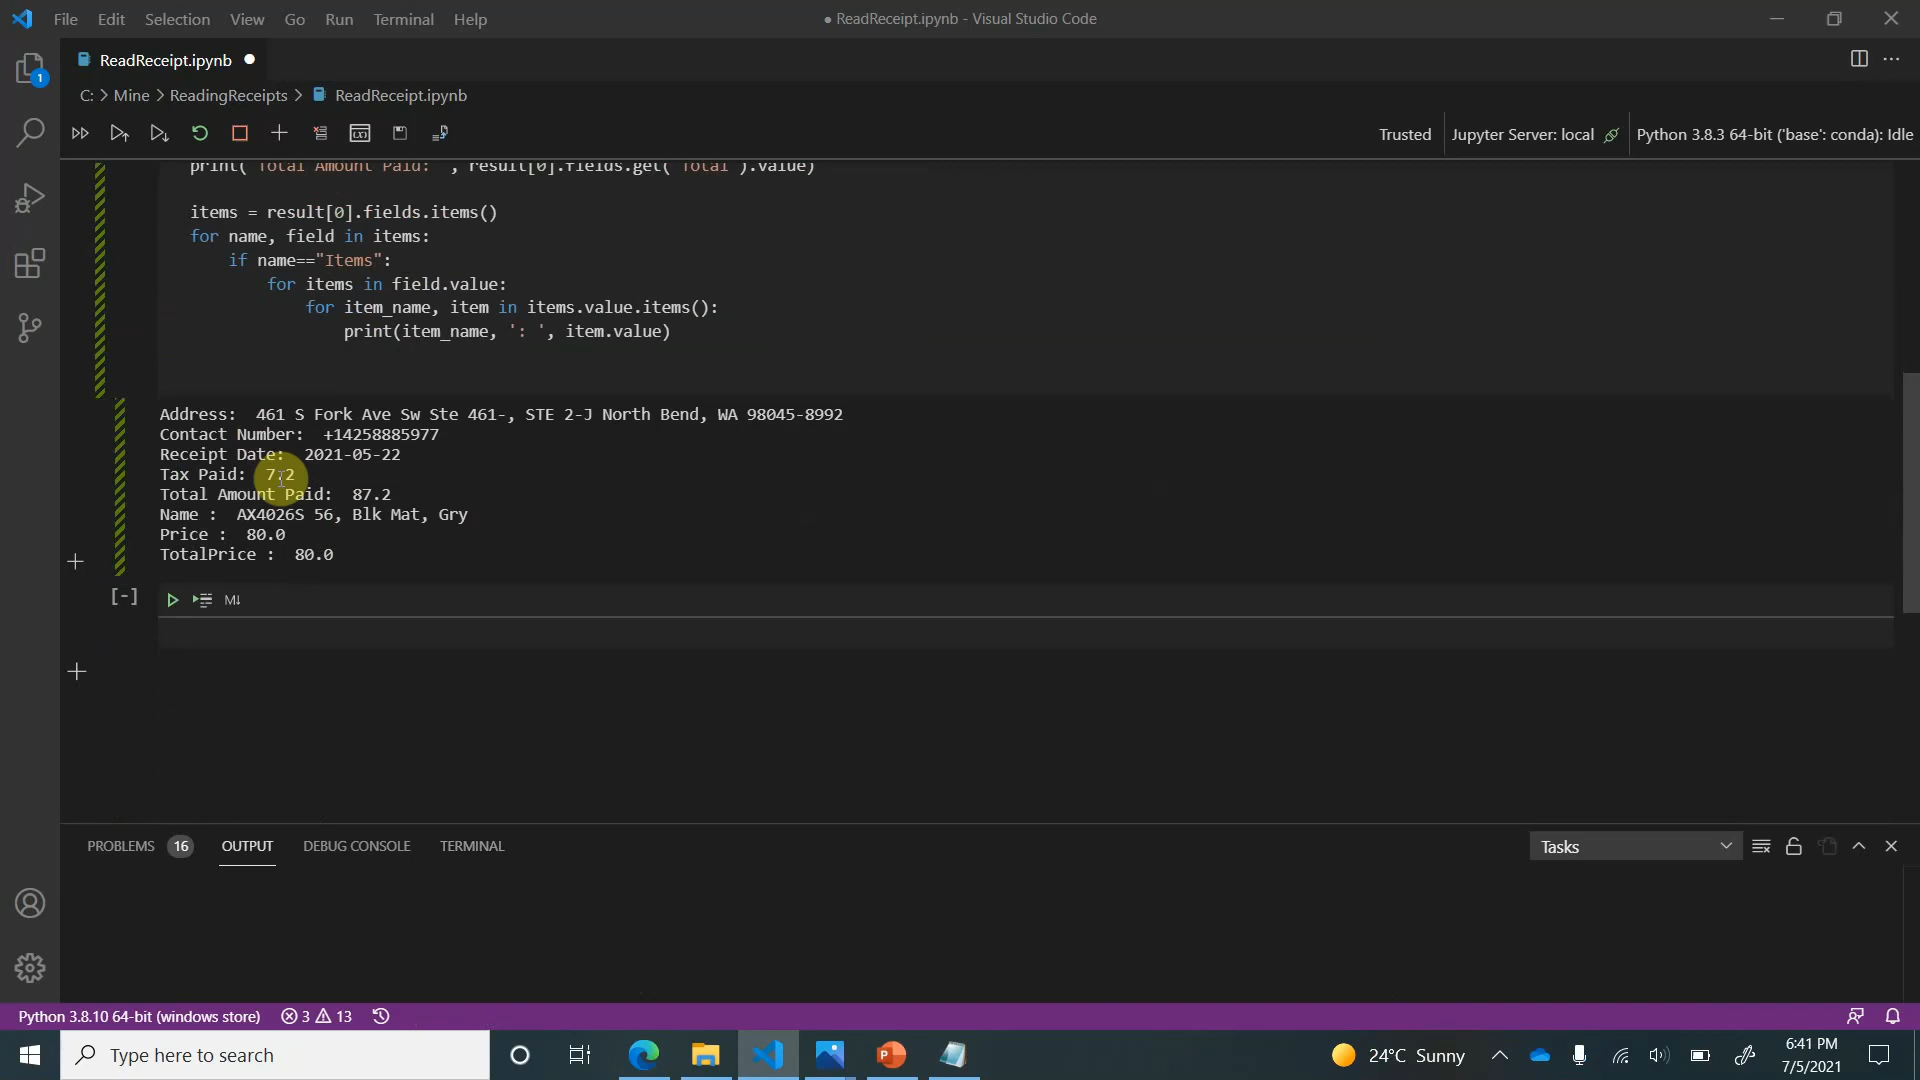 File Edit Selection View Go Run Terminal Help
● ReadReceipt.ipynb - Visual Studio Code
ReadReceipt.ipynb ●
C: > Mine > ReadingReceipts > ReadReceipt.ipynb
Trusted Jupyter Server: local Python 3.8.3 64-bit ('base': conda): Idle
print("Total Amount Paid: ", result[0].fields.get("Total").value)
items = result[0].fields.items()
for name, field in items:
if name=="Items":
for items in field.value:
for item_name, item in items.value.items():
print(item_name, ': ', item.value)
Address:  461 S Fork Ave Sw Ste 461-, STE 2-J North Bend, WA 98045-8992
Contact Number:  +14258885977
Receipt Date:  2021-05-22
Tax Paid:  7.2
Total Amount Paid:  87.2
Name :  AX4026S 56, Blk Mat, Gry
Price :  80.0
TotalPrice :  80.0
[-] M↓
PROBLEMS 16 OUTPUT DEBUG CONSOLE TERMINAL Tasks
1
Python 3.8.10 64-bit (windows store) 3 13
Type here to search
24°C Sunny
6:41 PM
7/5/2021